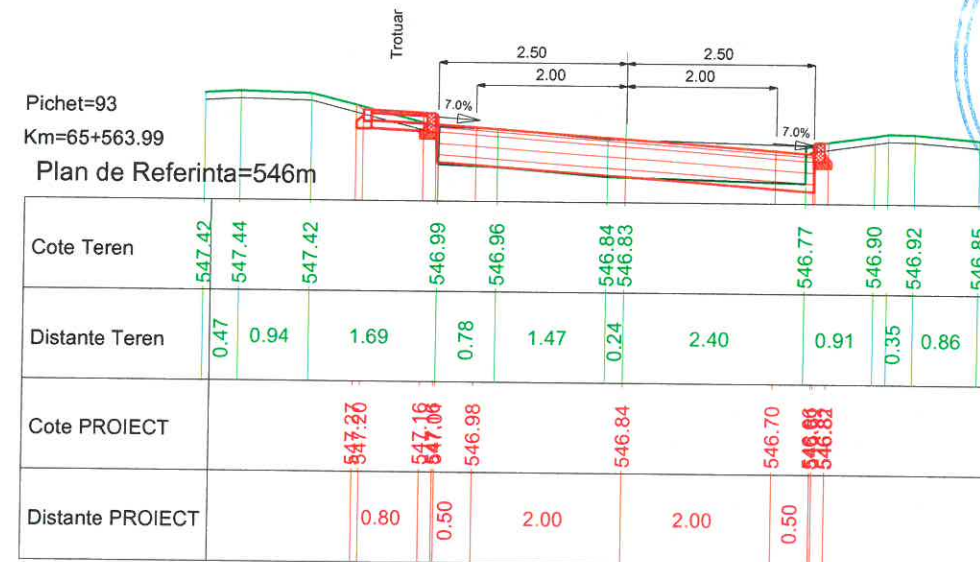 Trotuar
2.50 2.50
2.00 2.00
7.0%
7.0%
Pichet=93
Km=65+563.99
Plan de Referinta=546m
Cote Teren 547.42 547.44 547.42 546.99 546.96 546.84 546.83 546.77 546.90 546.92 546.85
Distante Teren 0.47 0.94 1.69 0.78 1.47 0.24 2.40 0.91 0.35 0.86
Cote PROIECT 547.20 547.16 546.98 546.84 546.70 546.82
Distante PROIECT 0.80 0.50 2.00 2.00 0.50